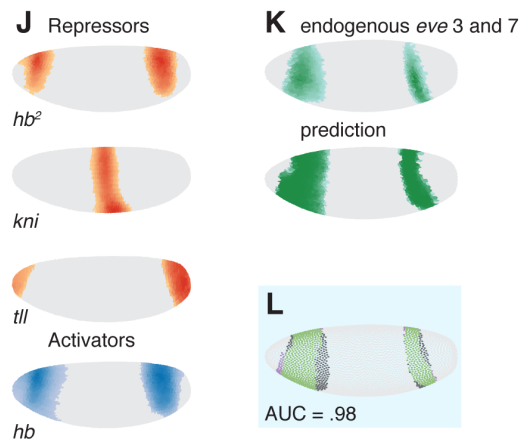 J Repressors
hb²
kni
tll
Activators
hb
K endogenous eve 3 and 7
prediction
L
AUC = .98